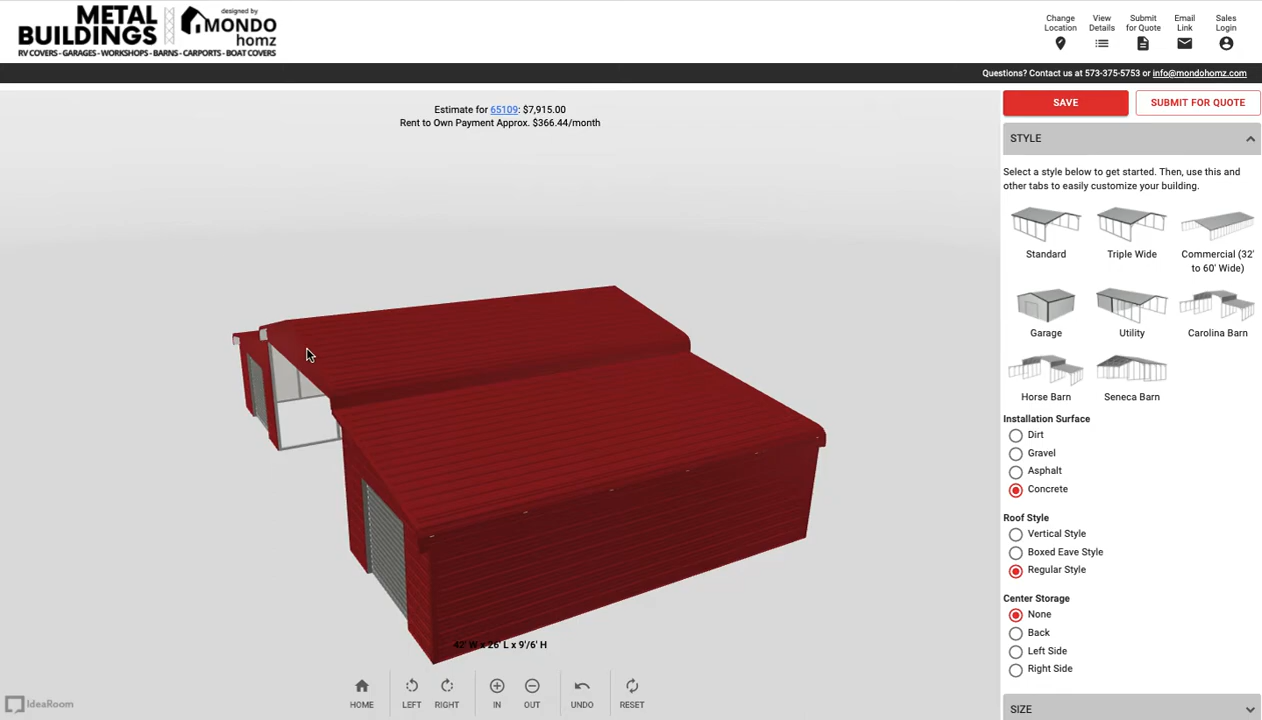 METAL
BUILDINGS
designed by
MONDO
homz
RV COVERS - GARAGES - WORKSHOPS - BARNS - CARPORTS - BOAT COVERS
Change
Location
View
Details
Submit
for Quote
Email
Link
Sales
Login
Questions? Contact us at 573-375-5753 or info@mondohomz.com
Estimate for 65109: $7,915.00
Rent to Own Payment Approx. $366.44/month
SAVE
SUBMIT FOR QUOTE
STYLE
Select a style below to get started. Then, use this and
other tabs to easily customize your building.
Standard
Triple Wide
Commercial (32'
to 60' Wide)
Garage
Utility
Carolina Barn
Horse Barn
Seneca Barn
Installation Surface
Dirt
Gravel
Asphalt
Concrete
Roof Style
Vertical Style
Boxed Eave Style
Regular Style
Center Storage
None
Back
Left Side
Right Side
SIZE
42' W x 26' L x 9'/6' H
HOME
LEFT
RIGHT
IN
OUT
UNDO
RESET
IdeaRoom